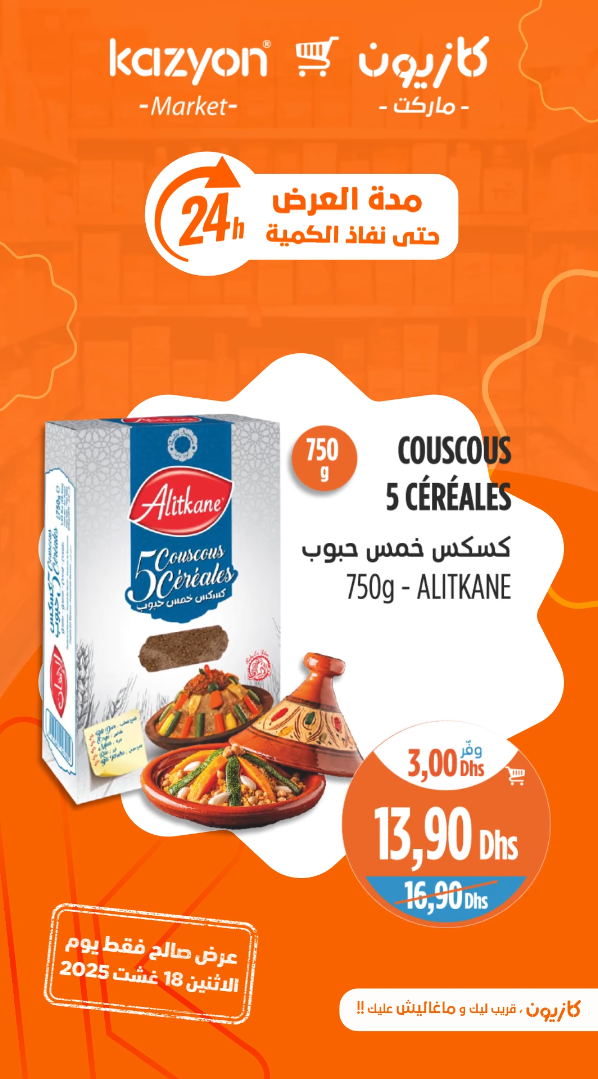 kazyon® كازيون
-Market- - ماركت -
24h
مدة العرض
حتى نفاذ الكمية
750
g
COUSCOUS
5 CÉRÉALES
كسكس خمس حبوب
750g - ALITKANE
Alitkane
5 Couscous
Céréales
كسكس خمس حبوب
وفّر
3,00 Dhs
13,90 Dhs
16,90 Dhs
عرض صالح فقط يوم
الاثنين 18 غشت 2025
كازيون ، قريب ليك و ماغاليش عليك !!